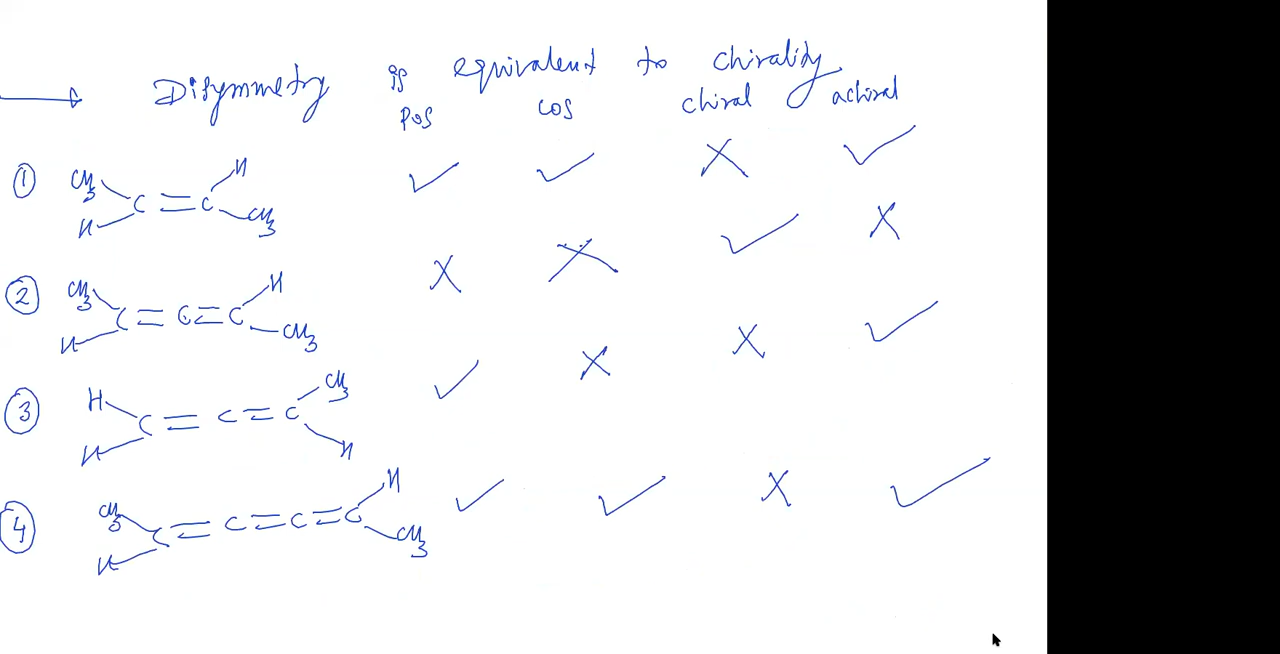 → Disymmetry is equivalent to chirality.
POS COS chiral achiral
① CH3 H C = C H CH3 ✓ ✓ X ✓
② CH3 H C = C = C H CH3 X X ✓ X
③ H H C = C = C CH3 H ✓ X X ✓
④ CH3 H C = C = C = C H CH3 ✓ ✓ X ✓